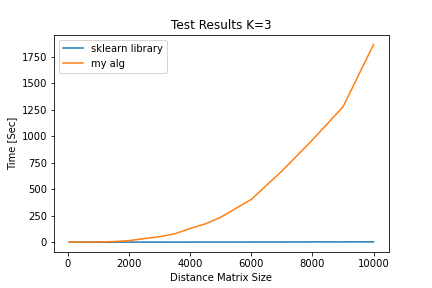 Test Results K=3
sklearn library
my alg
1750
1500
1250
1000
750
500
250
0
Time [Sec]
0 2000 4000 6000 8000 10000
Distance Matrix Size